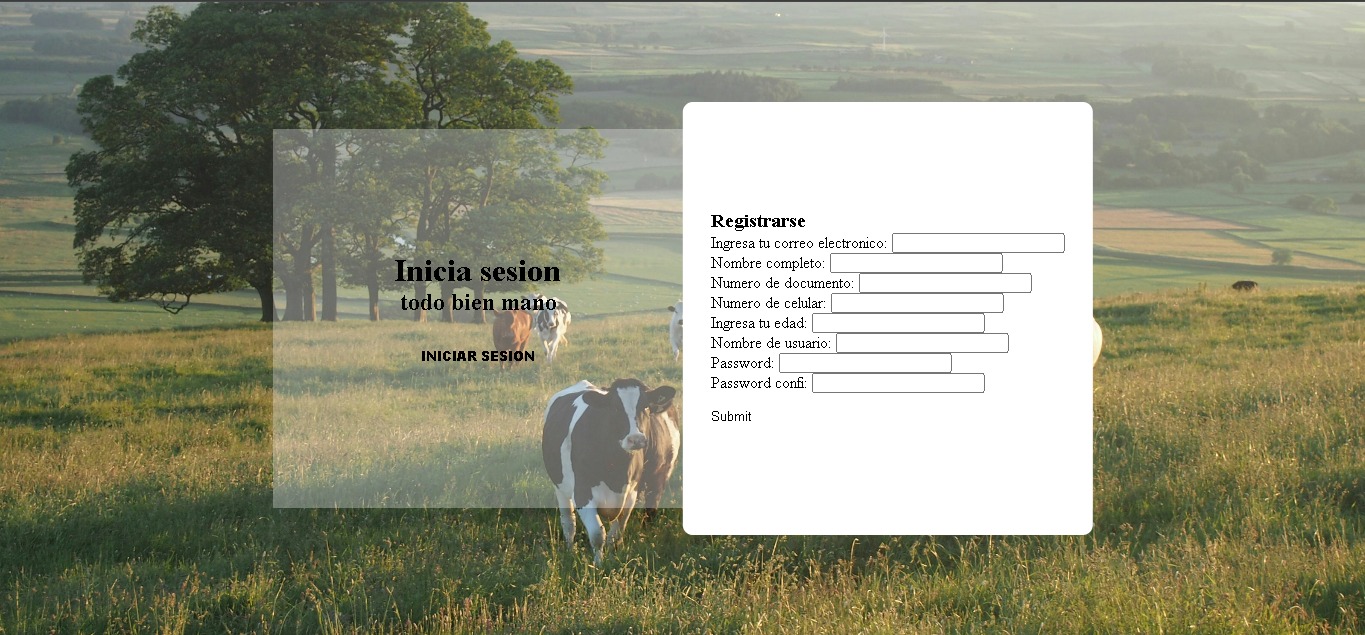 Inicia sesion
todo bien mano
INICIAR SESION
Registrarse
Ingresa tu correo electronico:
Nombre completo:
Numero de documento:
Numero de celular:
Ingresa tu edad:
Nombre de usuario:
Password:
Password confi:
Submit